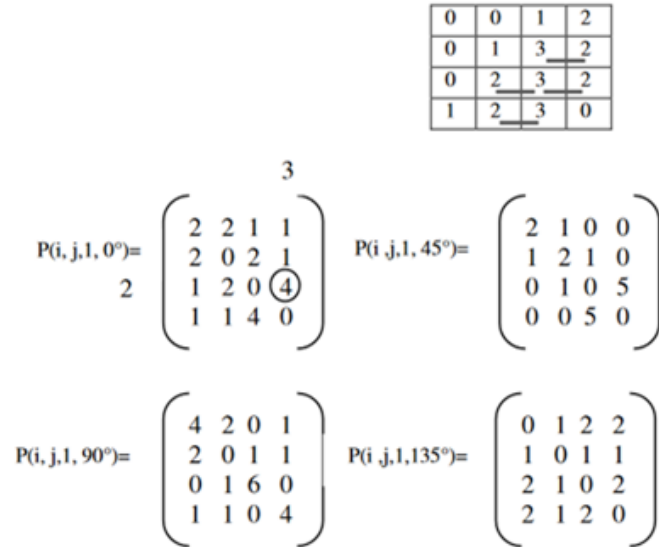 0 0 1 2
0 1 3 2
0 2 3 2
1 2 3 0
3
P(i, j,1, 0°)=
2
2 2 1 1
2 0 2 1
1 2 0 4
1 1 4 0
P(i ,j,1, 45°)=
2 1 0 0
1 2 1 0
0 1 0 5
0 0 5 0
P(i, j,1, 90°)=
4 2 0 1
2 0 1 1
0 1 6 0
1 1 0 4
P(i ,j,1,135°)=
0 1 2 2
1 0 1 1
2 1 0 2
2 1 2 0